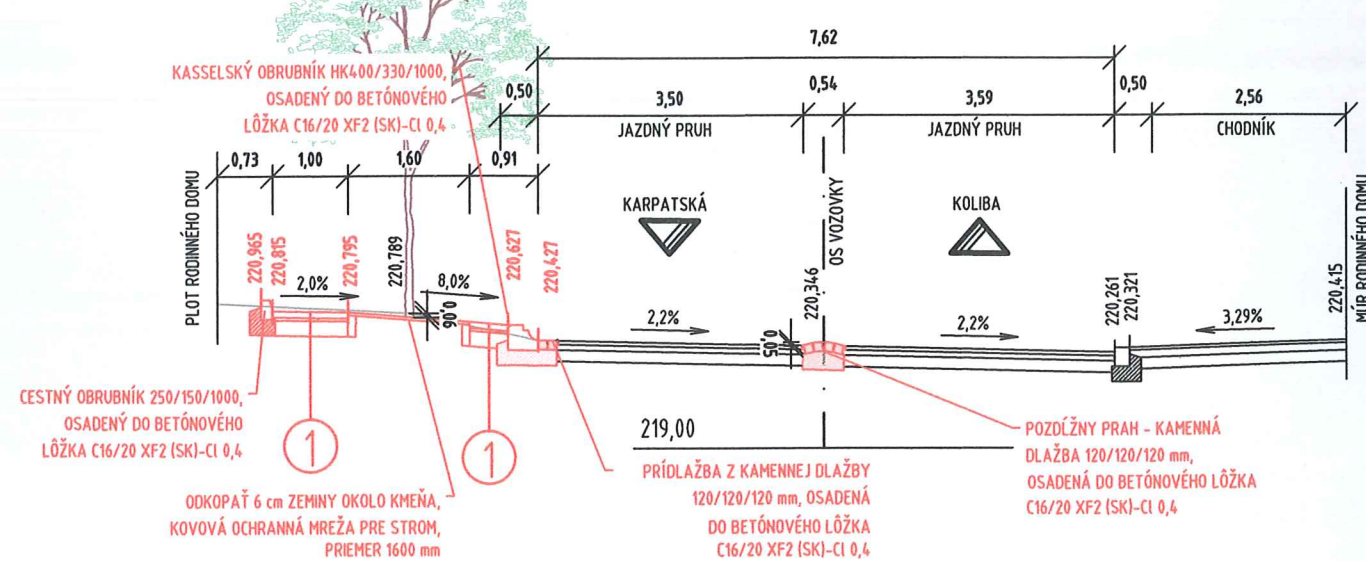 7,62
KASSELSKÝ OBRUBNÍK HK400/330/1000,
OSADENÝ DO BETÓNOVÉHO
LÔŽKA C16/20 XF2 (SK)-Cl 0,4
0,50
3,50
0,54
3,59
0,50
2,56
JAZDNÝ PRUH
JAZDNÝ PRUH
CHODNÍK
0,73
1,00
1,60
0,91
PLOT RODINNÉHO DOMU
KARPATSKÁ
OS VOZOVKY
KOLIBA
MÚR RODINNÉHO DOMU
220,965
220,815
220,795
220,789
220,627
220,427
220,346
220,261
220,321
220,415
2,0%
8,0%
0,06
2,2%
0,05
2,2%
3,29%
CESTNÝ OBRUBNÍK 250/150/1000,
OSADENÝ DO BETÓNOVÉHO
LÔŽKA C16/20 XF2 (SK)-Cl 0,4
1
1
219,00
ODKOPAŤ 6 cm ZEMINY OKOLO KMEŇA,
KOVOVÁ OCHRANNÁ MREŽA PRE STROM,
PRIEMER 1600 mm
PRÍDLAŽBA Z KAMENNEJ DLAŽBY
120/120/120 mm, OSADENÁ
DO BETÓNOVÉHO LÔŽKA
C16/20 XF2 (SK)-Cl 0,4
POZDĹŽNY PRAH - KAMENNÁ
DLAŽBA 120/120/120 mm,
OSADENÁ DO BETÓNOVÉHO LÔŽKA
C16/20 XF2 (SK)-Cl 0,4